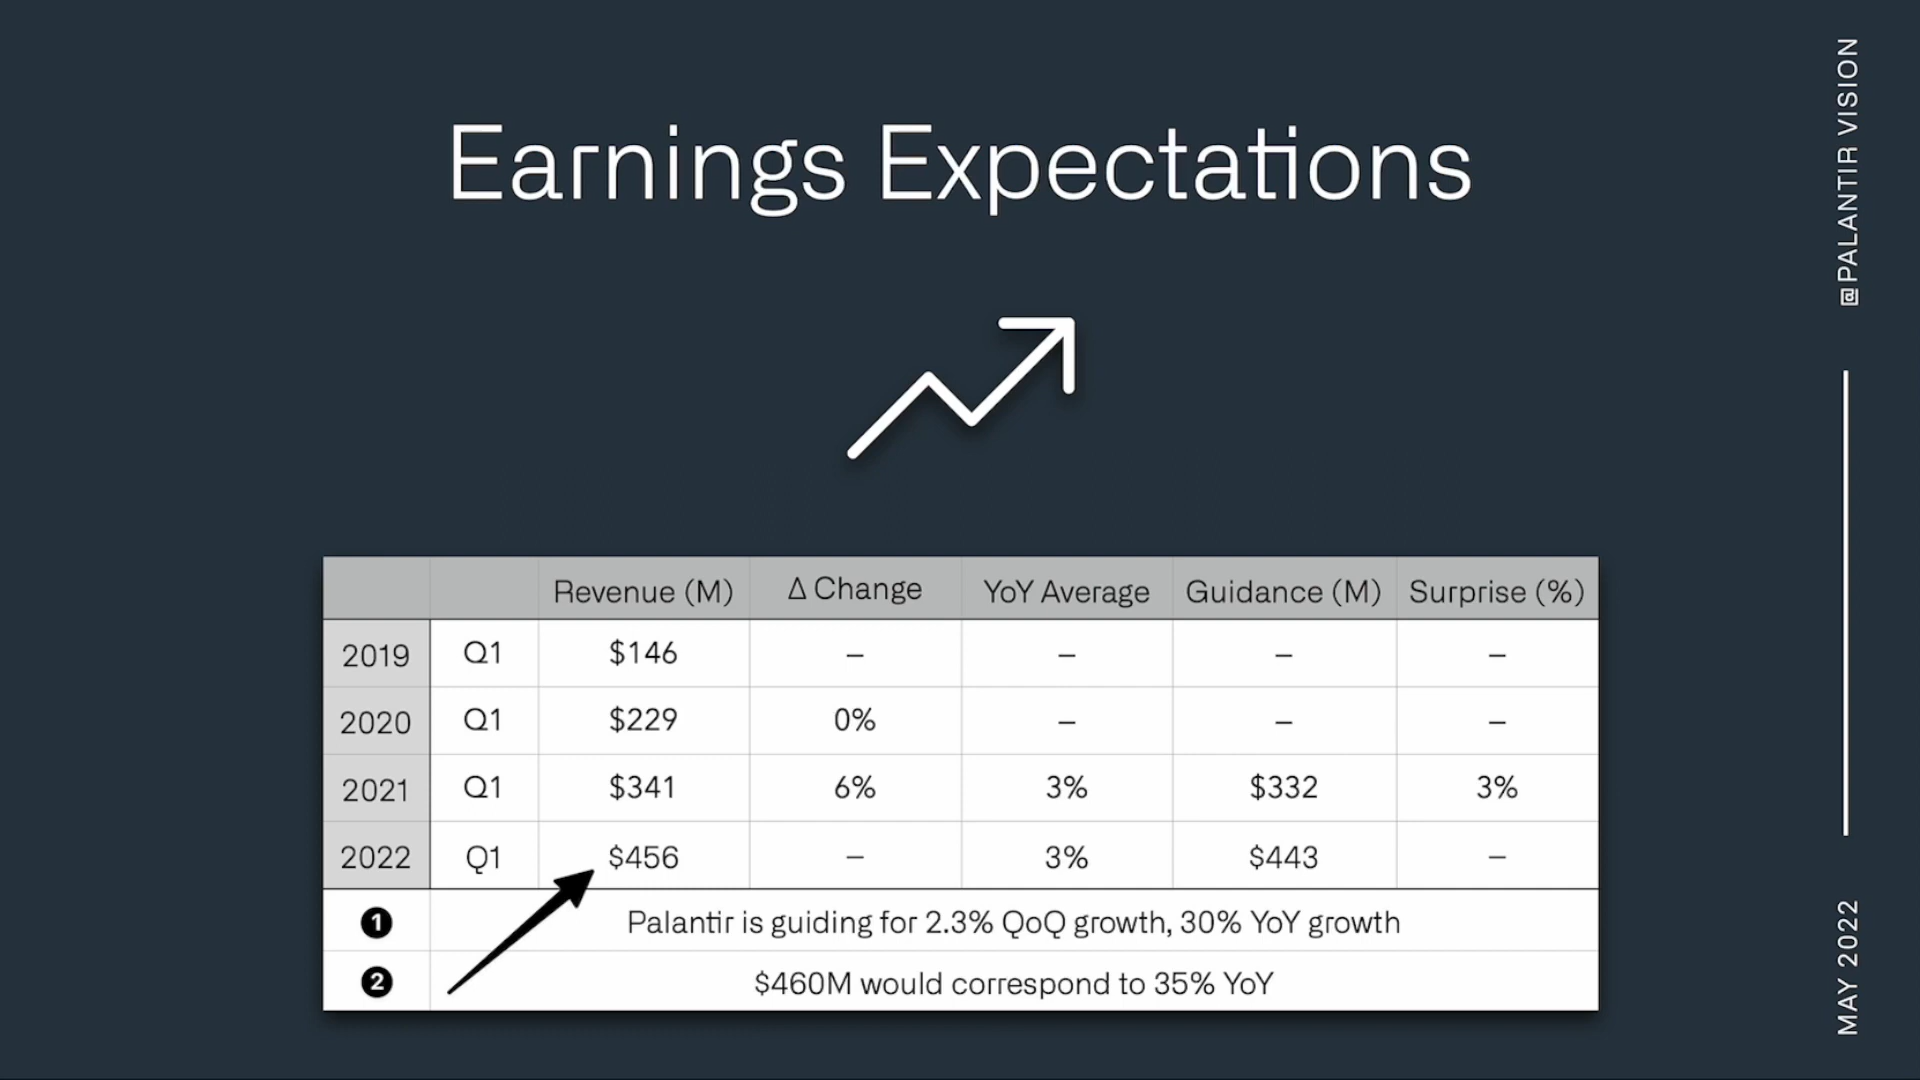 Earnings Expectations
Revenue (M) Δ Change YoY Average Guidance (M) Surprise (%)
2019 Q1 $146 – – – –
2020 Q1 $229 0% – – –
2021 Q1 $341 6% 3% $332 3%
2022 Q1 $456 – 3% $443 –
1 Palantir is guiding for 2.3% QoQ growth, 30% YoY growth
2 $460M would correspond to 35% YoY
@PALANTIR VISION
MAY 2022